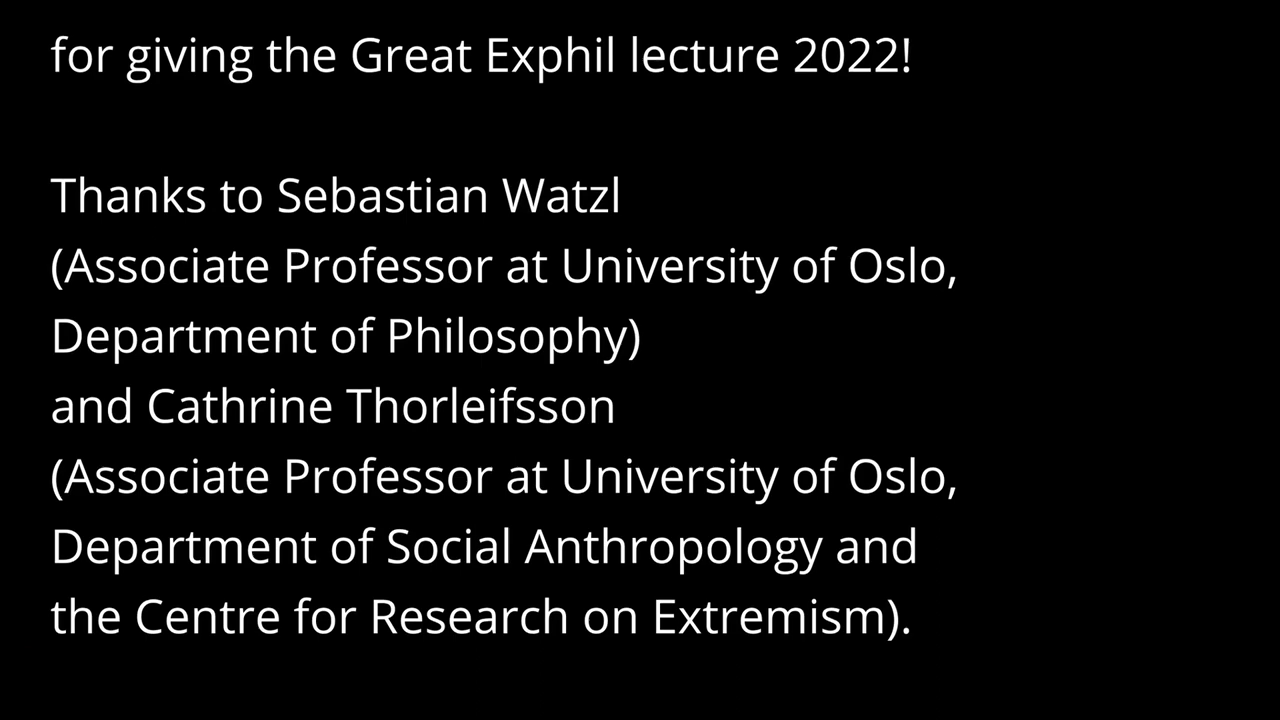 for giving the Great Exphil lecture 2022!
Thanks to Sebastian Watzl
(Associate Professor at University of Oslo,
Department of Philosophy)
and Cathrine Thorleifsson
(Associate Professor at University of Oslo,
Department of Social Anthropology and
the Centre for Research on Extremism).